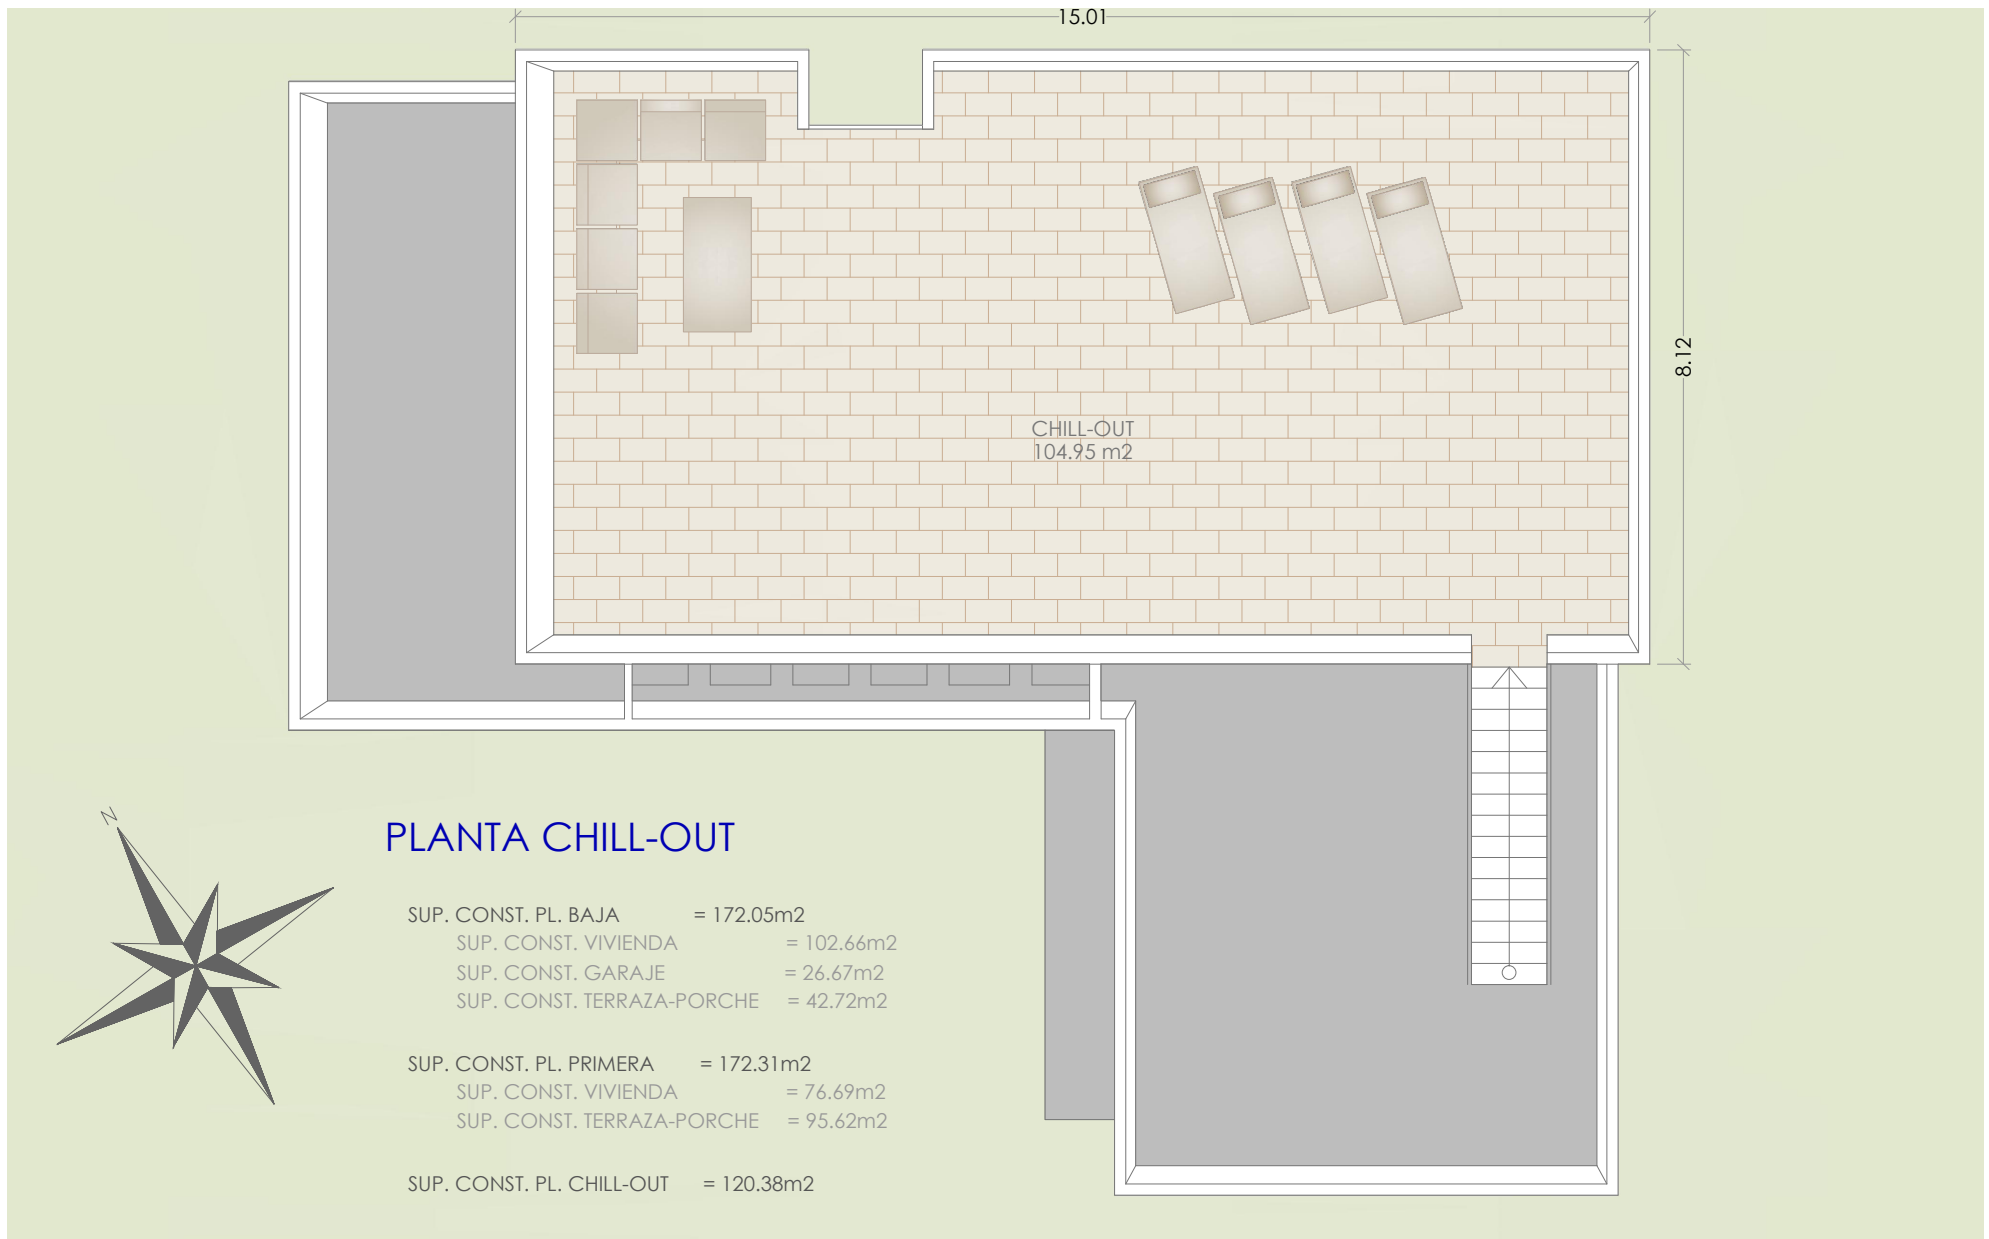 15.01
8.12
CHILL-OUT
104.95 m2
N
PLANTA CHILL-OUT
SUP. CONST. PL. BAJA = 172.05m2
SUP. CONST. VIVIENDA = 102.66m2
SUP. CONST. GARAJE = 26.67m2
SUP. CONST. TERRAZA-PORCHE = 42.72m2
SUP. CONST. PL. PRIMERA = 172.31m2
SUP. CONST. VIVIENDA = 76.69m2
SUP. CONST. TERRAZA-PORCHE = 95.62m2
SUP. CONST. PL. CHILL-OUT = 120.38m2